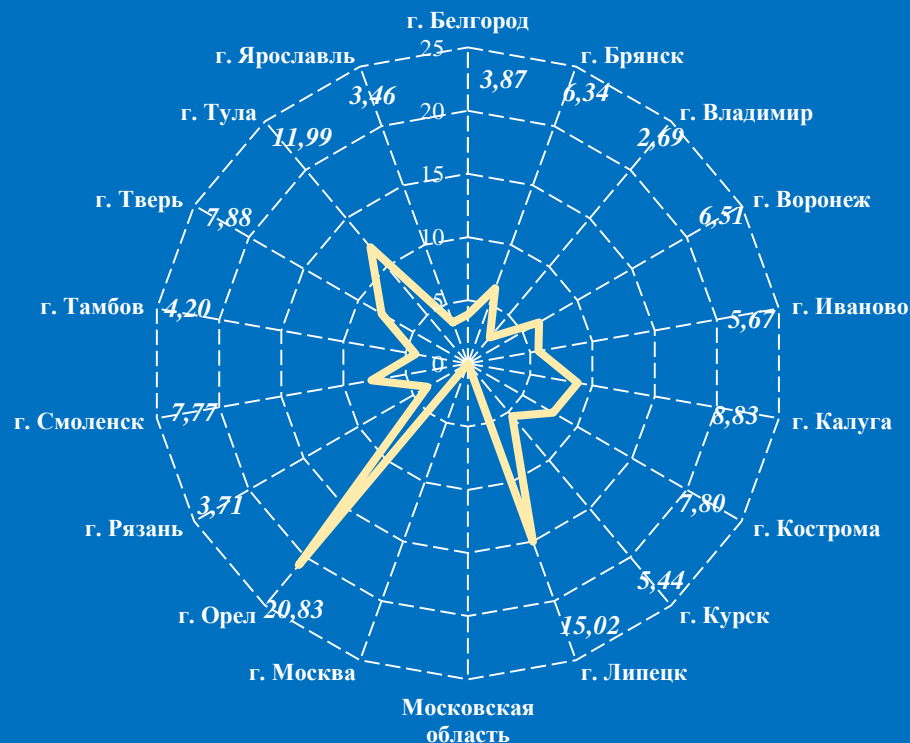 г. Белгород
г. Ярославль
25
г. Брянск
3,46
3,87
6,34
г. Тула
20
г. Владимир
11,99
2,69
15
г. Тверь
г. Воронеж
7,88
6,51
10
г. Тамбов
5
г. Иваново
4,20
5,67
0
г. Смоленск
7,77
8,83
г. Калуга
г. Рязань
3,71
7,80
г. Кострома
5,44
г. Орел
20,83
г. Курск
15,02
г. Москва
г. Липецк
Московская
область